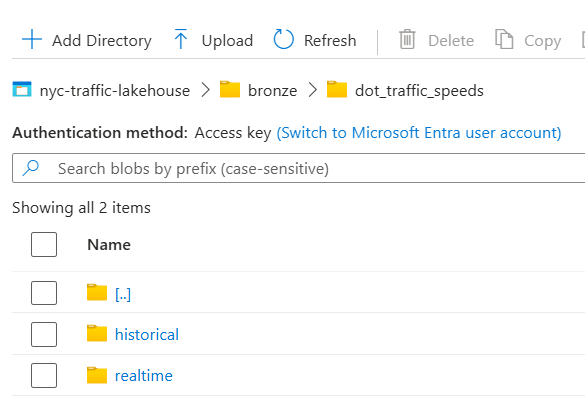 Add Directory Upload Refresh Delete Copy
nyc-traffic-lakehouse > bronze > dot_traffic_speeds
Authentication method: Access key (Switch to Microsoft Entra user account)
Search blobs by prefix (case-sensitive)
Showing all 2 items
Name
[..]
historical
realtime